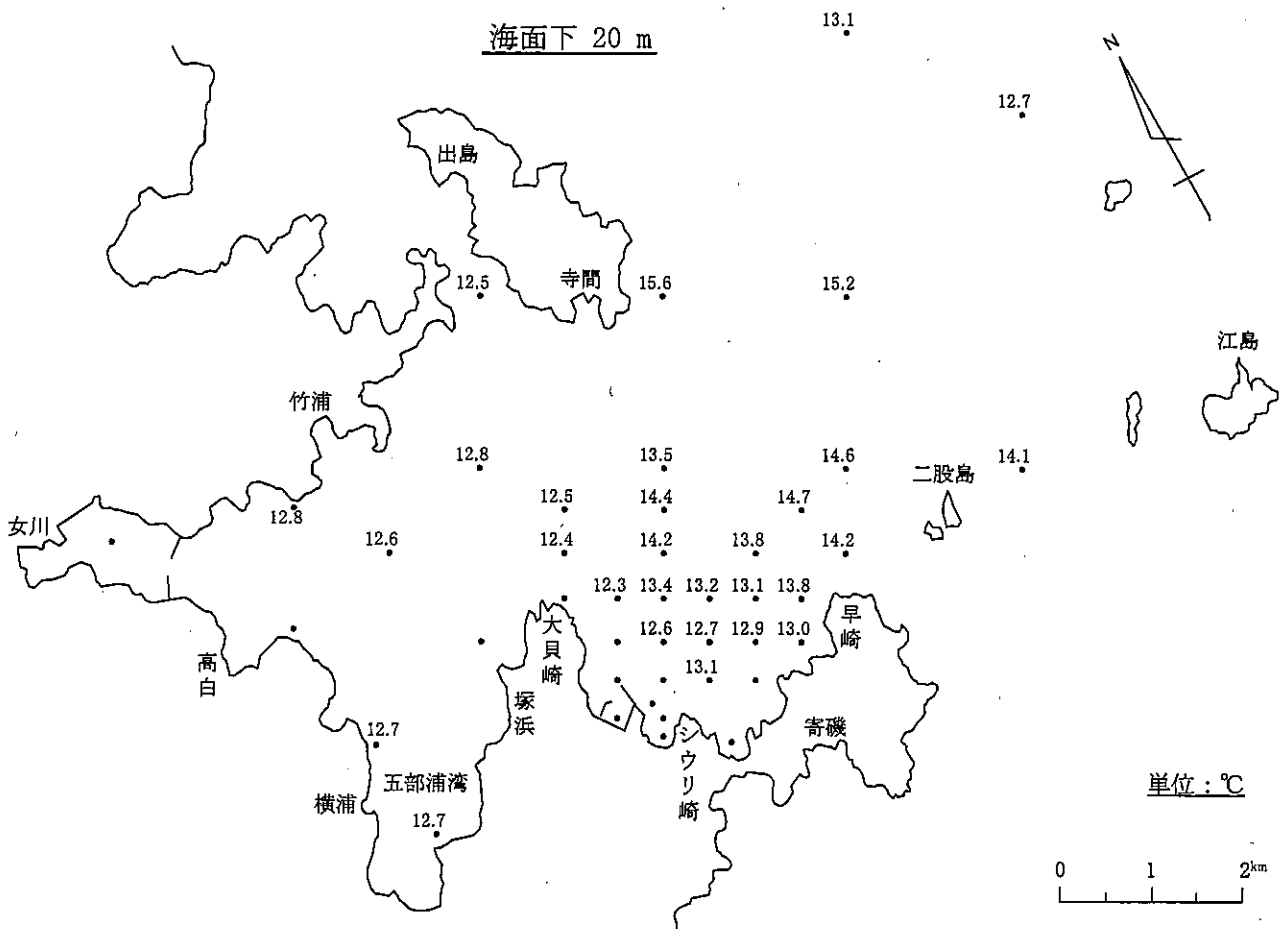 海面下 20 m
13.1
N
12.7
出島
寺間
12.5
15.6
15.2
江島
竹浦
12.8
13.5
14.6
14.1
二股島
12.5
14.4
14.7
女川
12.8
12.6
12.4
14.2
13.8
14.2
12.3
13.4
13.2
13.1
13.8
大貝崎
早崎
12.6
12.7
12.9
13.0
高白
13.1
塚浜
12.7
シウリ崎
寄磯
五部浦湾
横浦
12.7
単位：℃
0 1 2km